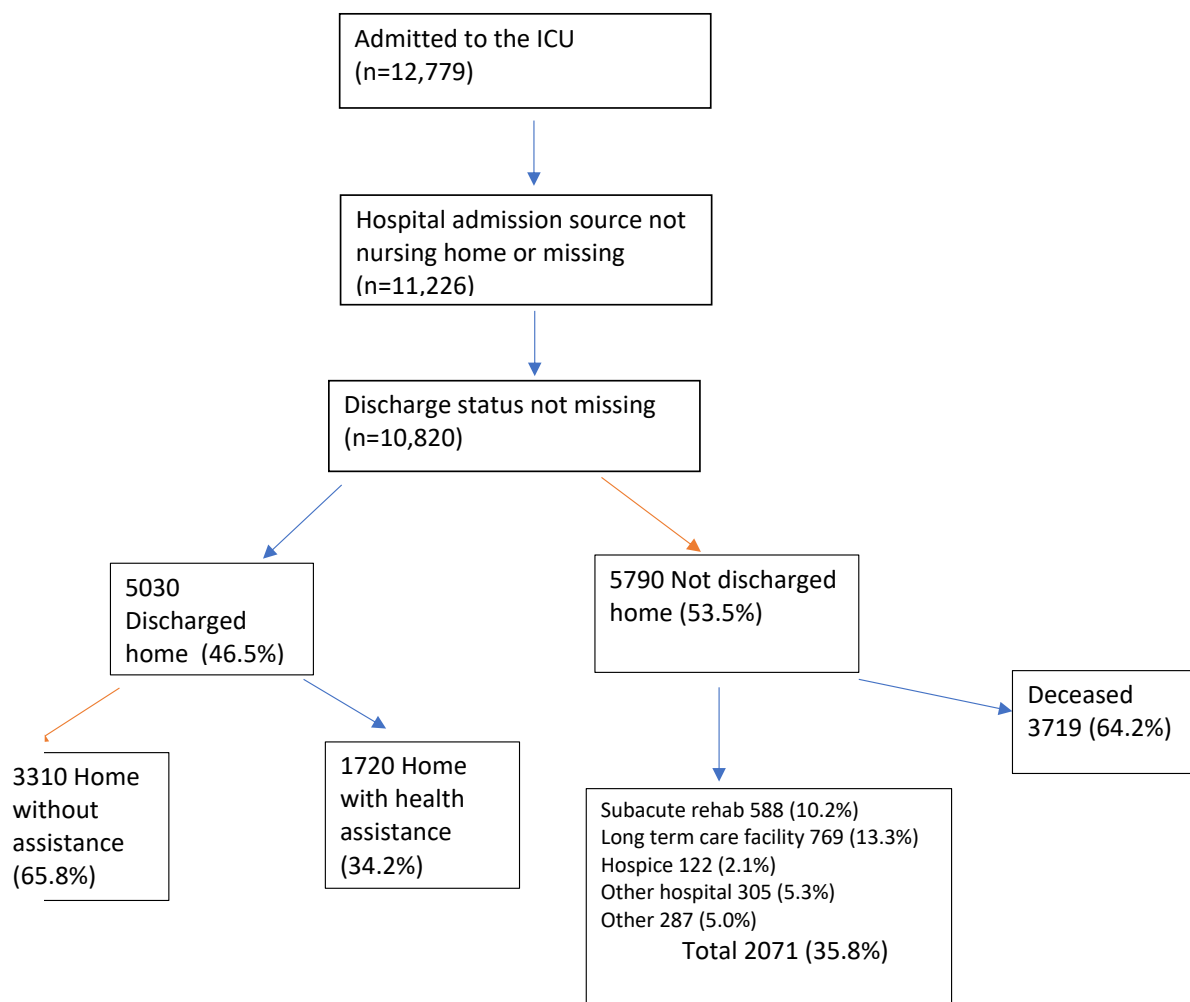 Admitted to the ICU
(n=12,779)
Hospital admission source not
nursing home or missing
(n=11,226)
Discharge status not missing
(n=10,820)
5030
Discharged
home (46.5%)
5790 Not discharged
home (53.5%)
Deceased
3719 (64.2%)
3310 Home
without
assistance
(65.8%)
1720 Home
with health
assistance
(34.2%)
Subacute rehab 588 (10.2%)
Long term care facility 769 (13.3%)
Hospice 122 (2.1%)
Other hospital 305 (5.3%)
Other 287 (5.0%)
Total 2071 (35.8%)